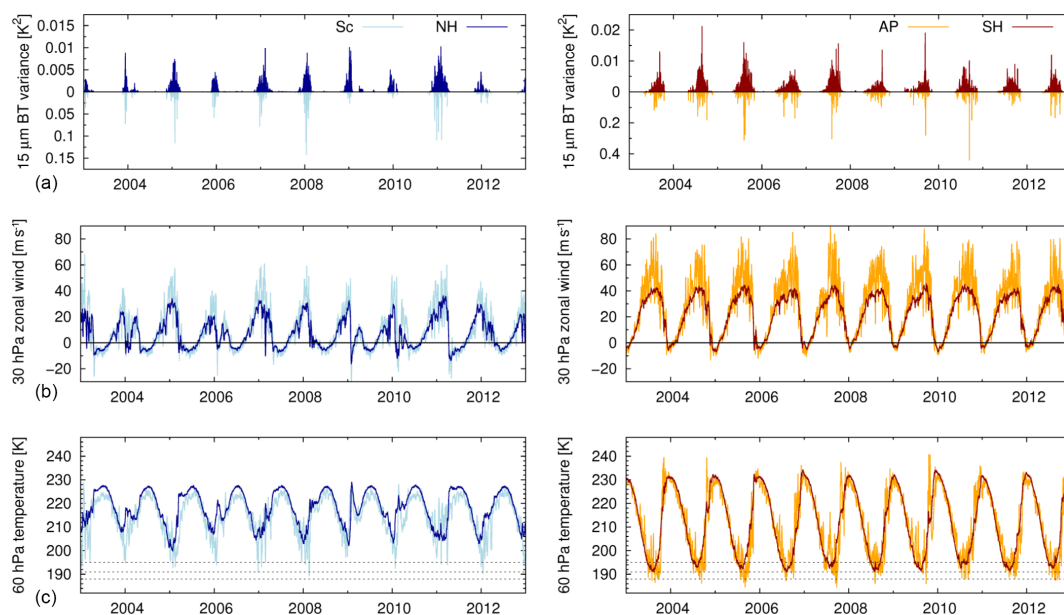 Sc NH
15 μm BT variance [K²]
0.015
0.01
0.005
0
0.05
0.1
0.15
(a)
2004 2006 2008 2010 2012
AP SH
15 μm BT variance [K²]
0.02
0.01
0
0.2
0.4
2004 2006 2008 2010 2012
30 hPa zonal wind [m s⁻¹]
80
60
40
20
0
−20
(b)
2004 2006 2008 2010 2012
30 hPa zonal wind [m s⁻¹]
80
60
40
20
0
−20
2004 2006 2008 2010 2012
60 hPa temperature [K]
240
230
220
210
200
190
(c)
2004 2006 2008 2010 2012
60 hPa temperature [K]
240
230
220
210
200
190
2004 2006 2008 2010 2012